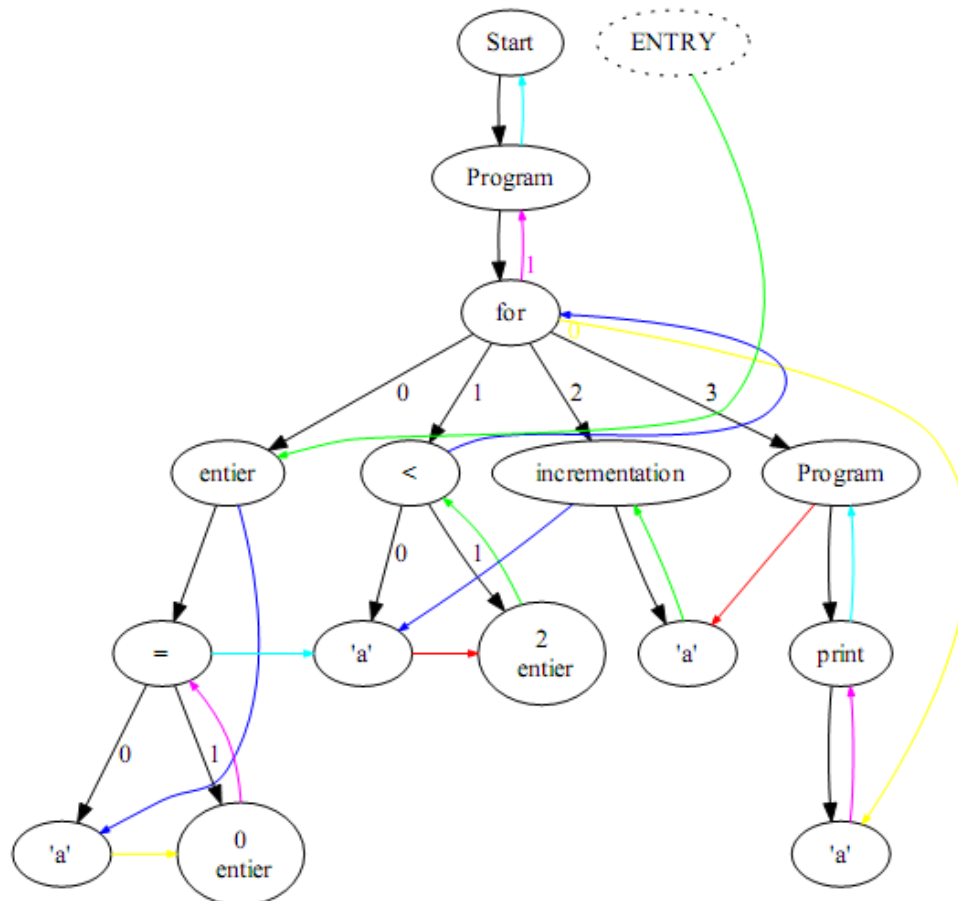 Start
ENTRY
Program
1
for
0
0
1
2
3
entier
<
incrementation
Program
0
1
=
'a'
2
entier
'a'
print
0
1
'a'
0
entier
'a'